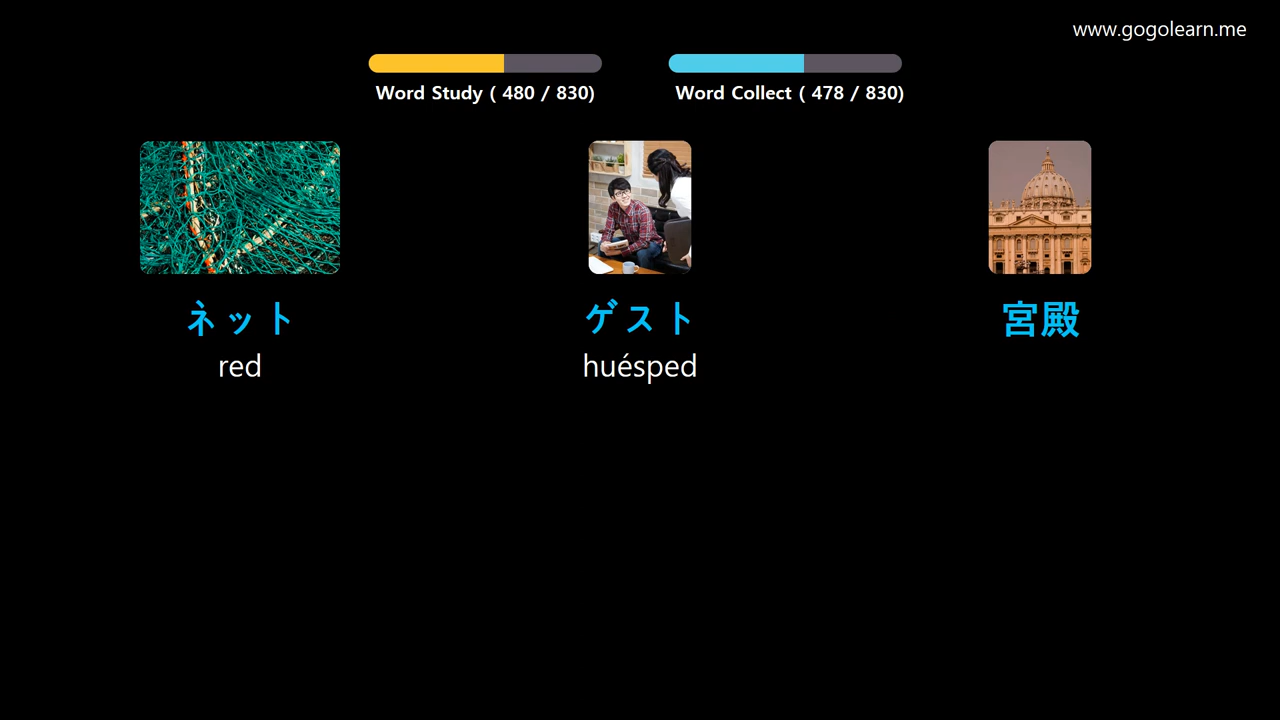 www.gogolearn.me
Word Study ( 480 / 830)
Word Collect ( 478 / 830)
ネット
ゲスト
宮殿
red
huésped